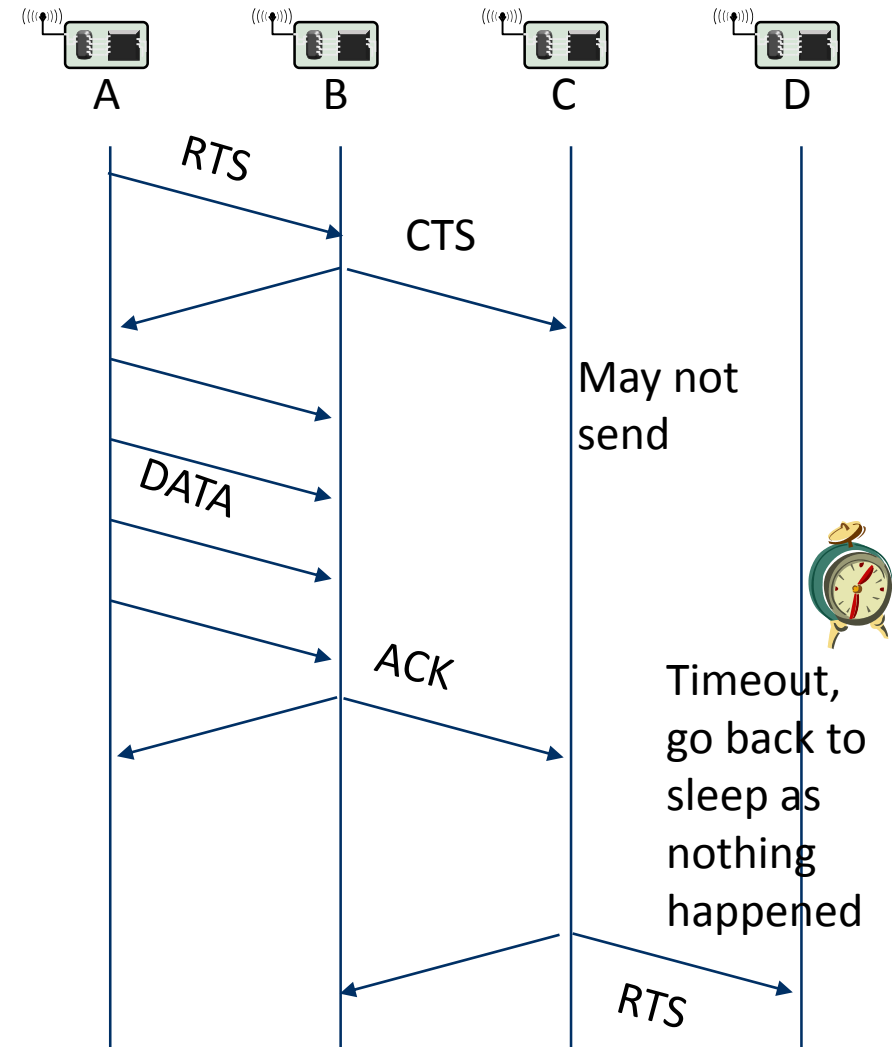 A
B
C
D
RTS
CTS
May not
send
DATA
ACK
Timeout,
go back to
sleep as
nothing
happened
RTS